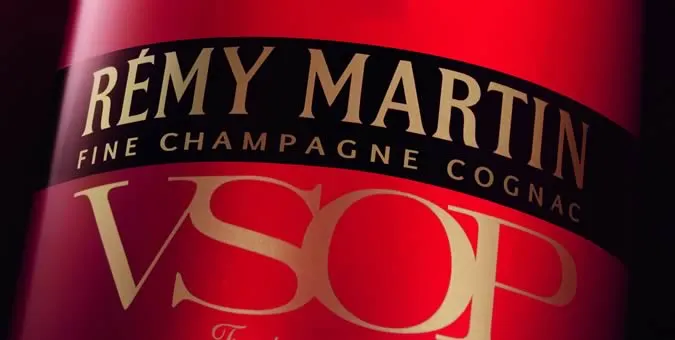 RÉMY MARTIN
FINE CHAMPAGNE COGNAC
VSOP